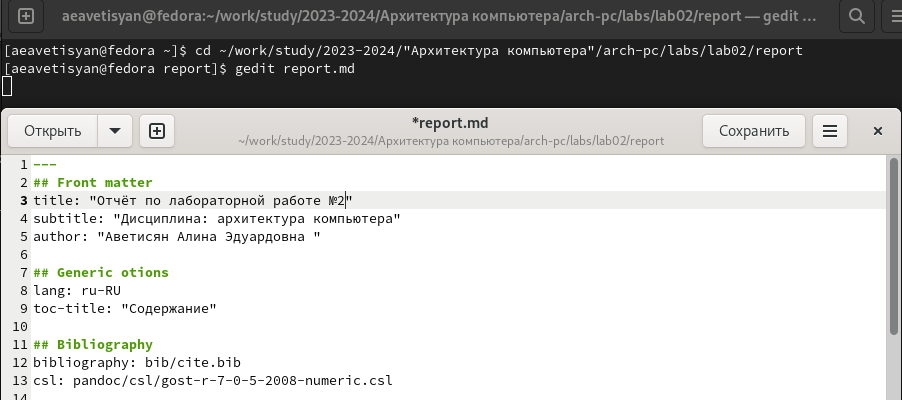 aeavetisyan@fedora:~/work/study/2023-2024/Архитектура компьютера/arch-pc/labs/lab02/report — gedit ...
[aeavetisyan@fedora ~]$ cd ~/work/study/2023-2024/"Архитектура компьютера"/arch-pc/labs/lab02/report
[aeavetisyan@fedora report]$ gedit report.md
Открыть
*report.md
~/work/study/2023-2024/Архитектура компьютера/arch-pc/labs/lab02/report
Сохранить
1 ---
2 ## Front matter
3 title: "Отчёт по лабораторной работе №2"
4 subtitle: "Дисциплина: архитектура компьютера"
5 author: "Аветисян Алина Эдуардовна "
6
7 ## Generic otions
8 lang: ru-RU
9 toc-title: "Содержание"
10
11 ## Bibliography
12 bibliography: bib/cite.bib
13 csl: pandoc/csl/gost-r-7-0-5-2008-numeric.csl
14